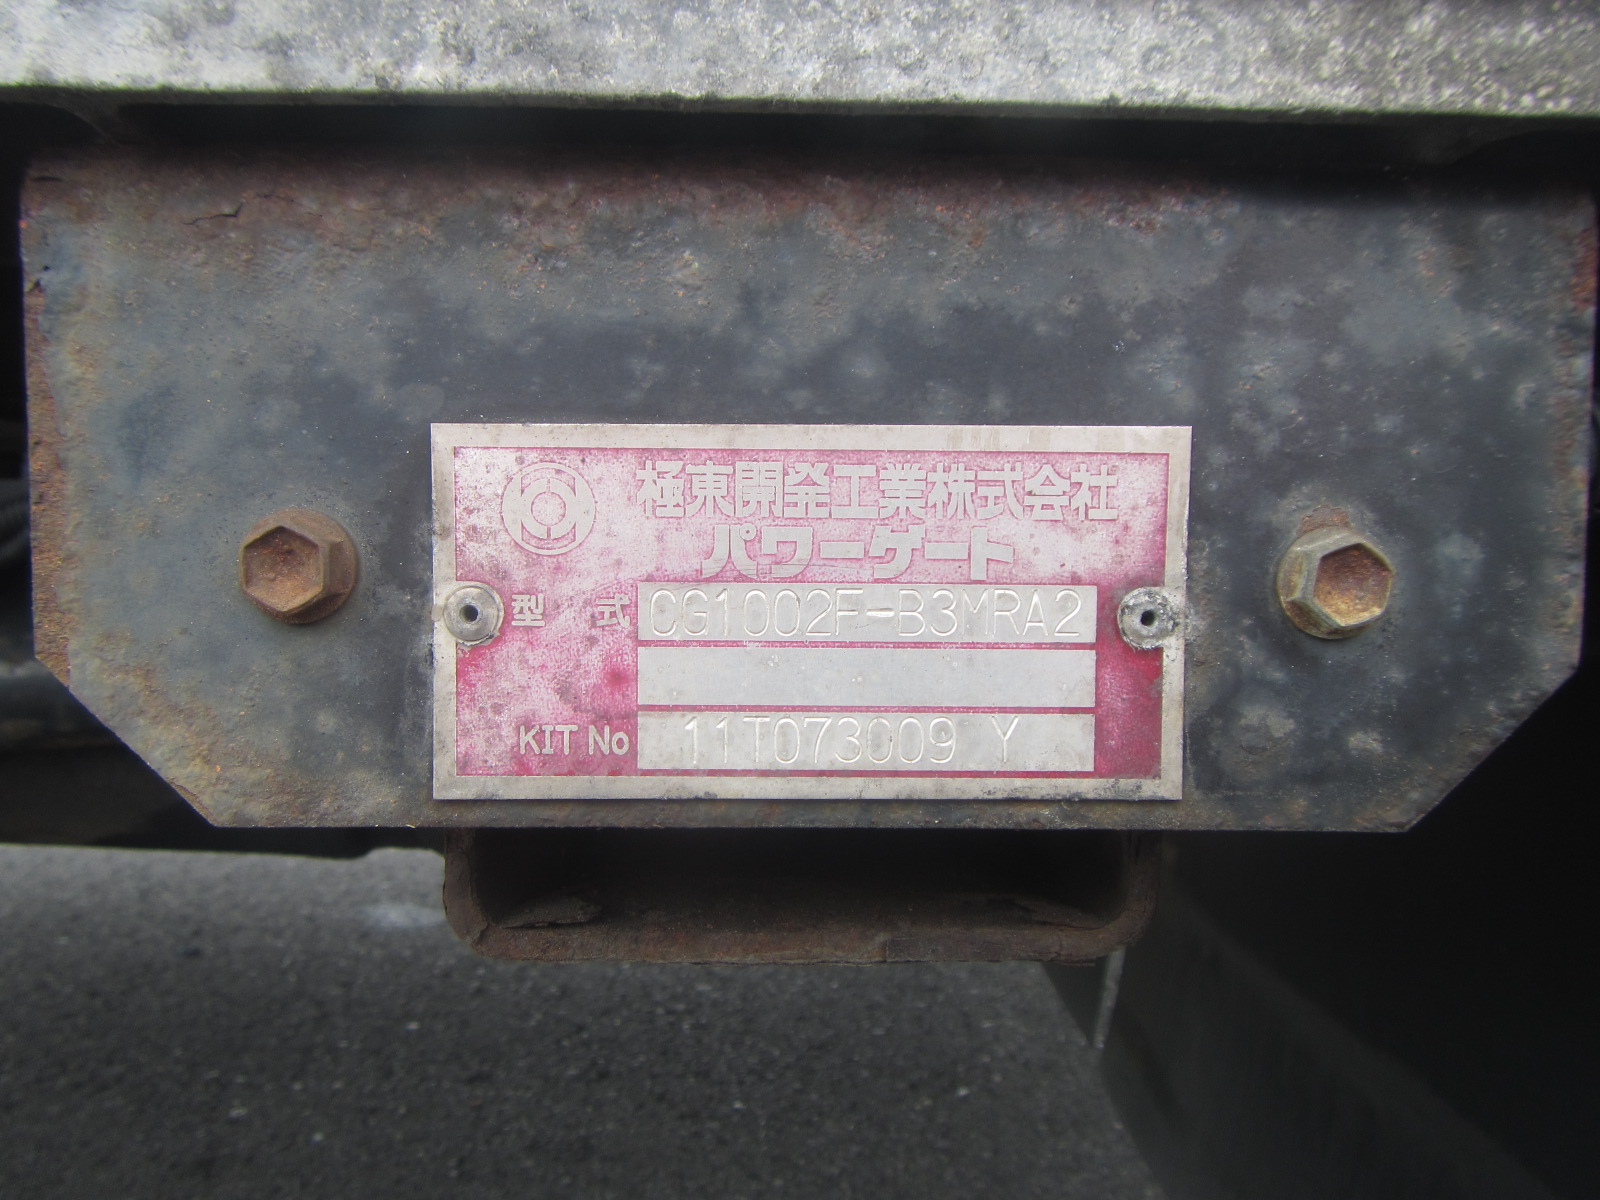 極東開発工業株式会社
パワーゲート
型 式 CG1002F-B3MRA2
KIT No 11T073009 Y